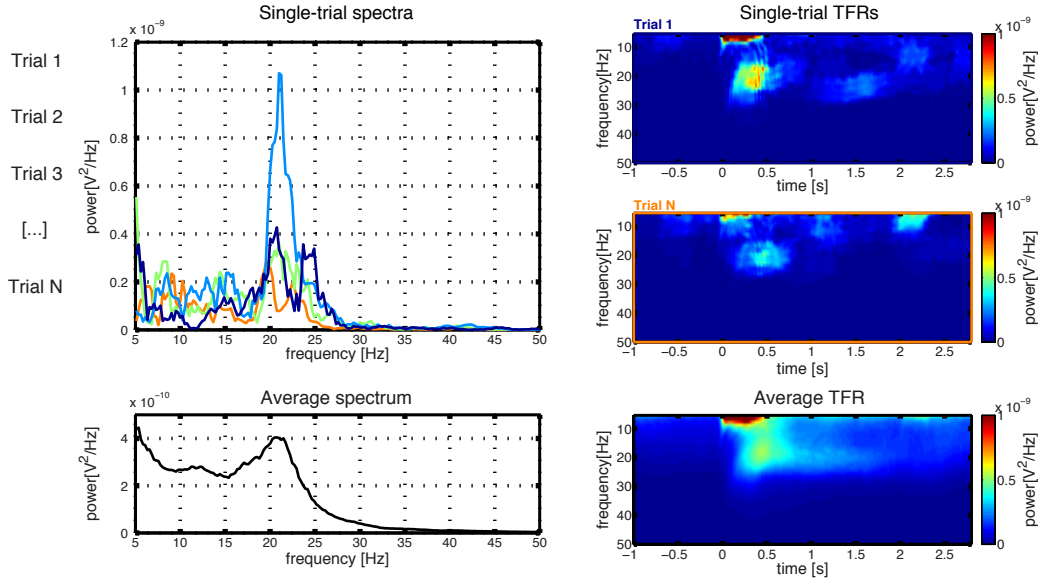 Single-trial spectra
x 10⁻⁹
Trial 1
Trial 2
Trial 3
[...]
Trial N
power[V²/Hz]
1.2
1
0.8
0.6
0.4
0.2
0
5 10 15 20 25 30 35 40 45 50
frequency [Hz]
Average spectrum
x 10⁻¹⁰
power[V²/Hz]
4
2
0
5 10 15 20 25 30 35 40 45 50
frequency [Hz]
Single-trial TFRs
Trial 1
frequency[Hz]
10
20
30
40
50
−1 −0.5 0 0.5 1 1.5 2 2.5
time [s]
x 10⁻⁹
1
0.5
0
power[V²/Hz]
Trial N
frequency[Hz]
10
20
30
40
50
−1 −0.5 0 0.5 1 1.5 2 2.5
time [s]
x 10⁻⁹
1
0.5
0
power[V²/Hz]
Average TFR
frequency[Hz]
10
20
30
40
50
−1 −0.5 0 0.5 1 1.5 2 2.5
time [s]
x 10⁻⁹
1
0.5
0
power[V²/Hz]